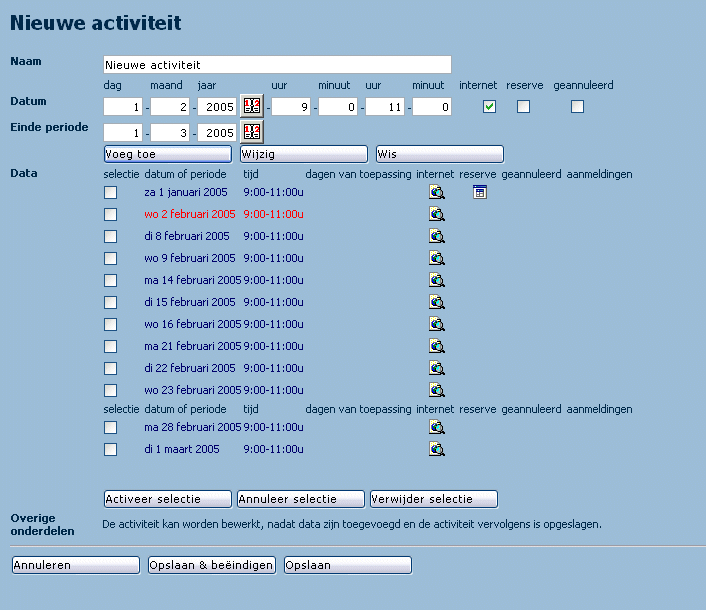 Nieuwe activiteit
Naam Nieuwe activiteit
dag maand jaar uur minuut uur minuut internet reserve geannuleerd
Datum 1 - 2 - 2005 - 9 - 0 - 11 - 0
Einde periode 1 - 3 - 2005
Voeg toe Wijzig Wis
Data selectie datum of periode tijd dagen van toepassing internet reserve geannuleerd aanmeldingen
za 1 januari 2005 9:00-11:00u
wo 2 februari 2005 9:00-11:00u
di 8 februari 2005 9:00-11:00u
wo 9 februari 2005 9:00-11:00u
ma 14 februari 2005 9:00-11:00u
di 15 februari 2005 9:00-11:00u
wo 16 februari 2005 9:00-11:00u
ma 21 februari 2005 9:00-11:00u
di 22 februari 2005 9:00-11:00u
wo 23 februari 2005 9:00-11:00u
selectie datum of periode tijd dagen van toepassing internet reserve geannuleerd aanmeldingen
ma 28 februari 2005 9:00-11:00u
di 1 maart 2005 9:00-11:00u
Activeer selectie Annuleer selectie Verwijder selectie
Overige onderdelen De activiteit kan worden bewerkt, nadat data zijn toegevoegd en de activiteit vervolgens is opgeslagen.
Annuleren Opslaan & beëindigen Opslaan